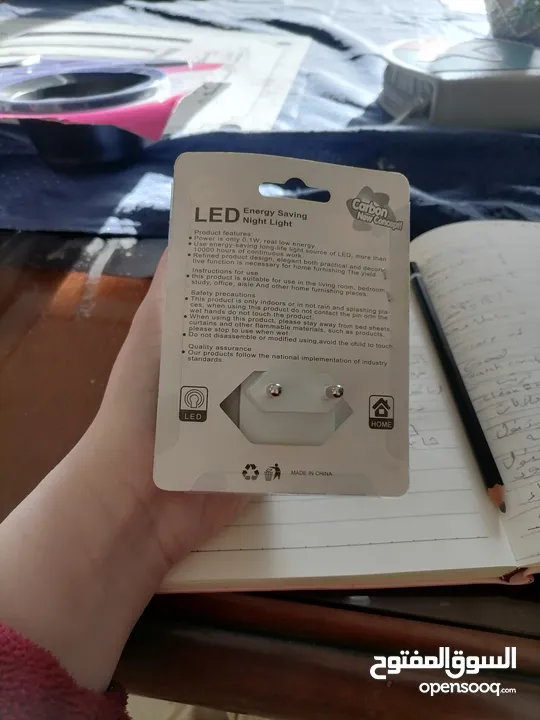 LED Energy Saving
Night Light
Carbon
New Concept
Product features:
• Power is only 0.1W, real low energy.
• Use energy-saving long-life light source of LED, more than
10000 hours of continuous work.
• Refined product design, elegant both practical and decora
tive function is necessary for home furnishing The yield
Instructions for use
• this product is suitable for use in the living room, bedroom
study, office, aisle And other home furnishing pieces.
Safety precautions
• This product is only indoors or in not rain and splashing pla-
ces, when using this product do not contact the pin into the
wet hands do not touch the product.
• When using this product, please stay away from bed sheets,
curtains and other flammable materials, such as products,
please stop to use when wet.
• Do not disassemble or modified using,avoid the child to touch
Quality assurance
• Our products follow the national implementation of industry
standards
LED
HOME
MADE IN CHINA
السوق المفتوح
opensooq.com